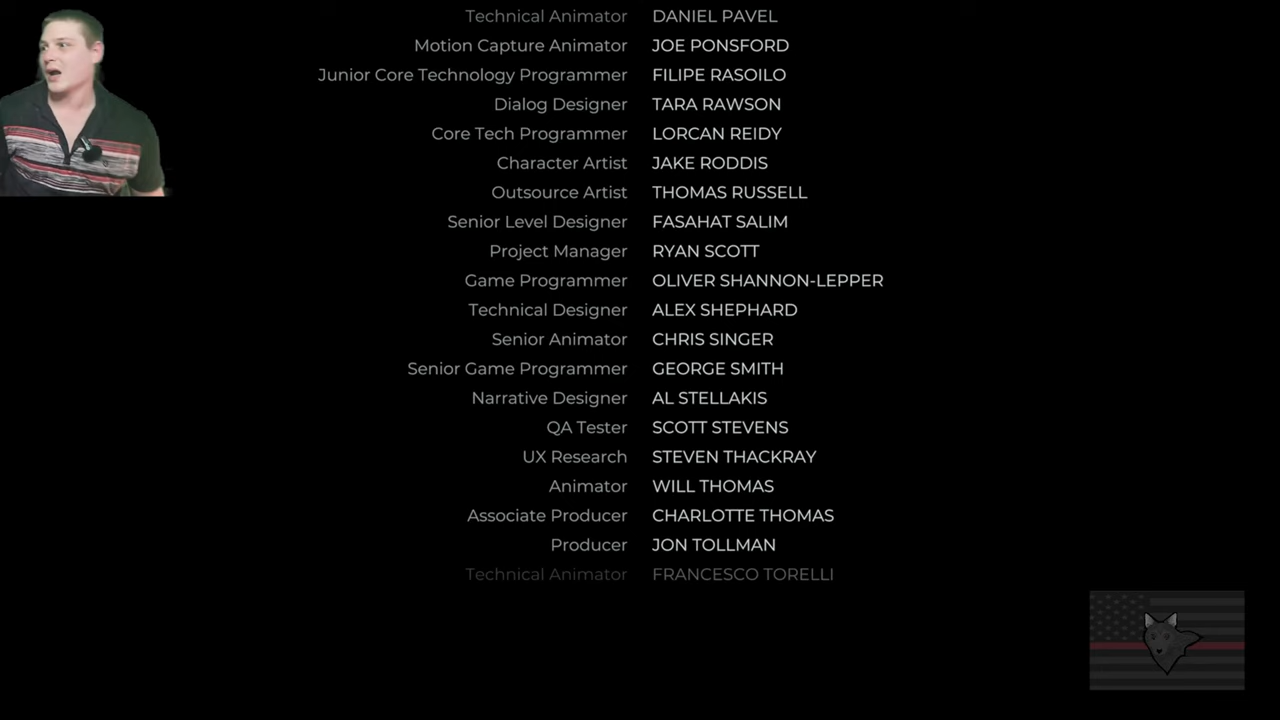 Technical Animator DANIEL PAVEL
Motion Capture Animator JOE PONSFORD
Junior Core Technology Programmer FILIPE RASOILO
Dialog Designer TARA RAWSON
Core Tech Programmer LORCAN REIDY
Character Artist JAKE RODDIS
Outsource Artist THOMAS RUSSELL
Senior Level Designer FASAHAT SALIM
Project Manager RYAN SCOTT
Game Programmer OLIVER SHANNON-LEPPER
Technical Designer ALEX SHEPHARD
Senior Animator CHRIS SINGER
Senior Game Programmer GEORGE SMITH
Narrative Designer AL STELLAKIS
QA Tester SCOTT STEVENS
UX Research STEVEN THACKRAY
Animator WILL THOMAS
Associate Producer CHARLOTTE THOMAS
Producer JON TOLLMAN
Technical Animator FRANCESCO TORELLI